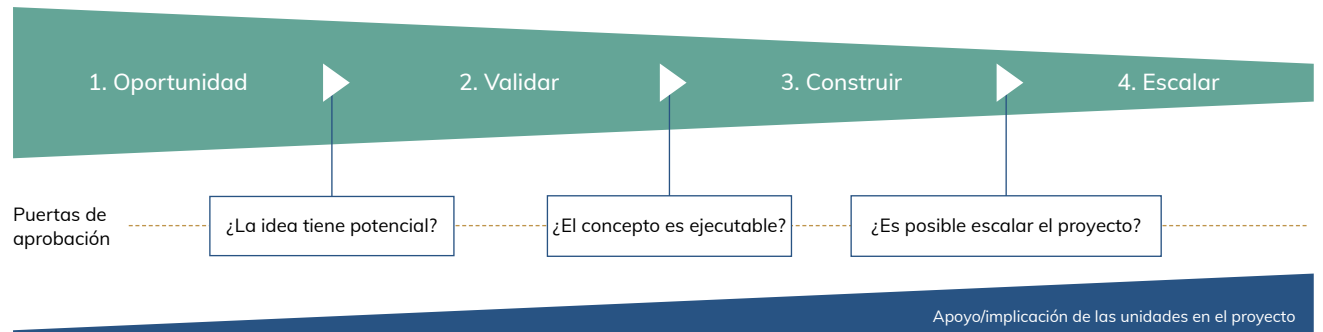 1. Oportunidad
2. Validar
3. Construir
4. Escalar
Puertas de
aprobación
¿La idea tiene potencial?
¿El concepto es ejecutable?
¿Es posible escalar el proyecto?
Apoyo/implicación de las unidades en el proyecto